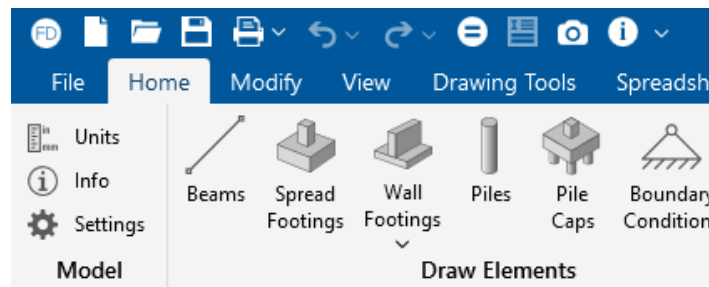 FD
File Home Modify View Drawing Tools Spreadsh
Units
Info
Settings
Model
Beams
Spread
Footings
Wall
Footings
Piles
Pile
Caps
Boundary
Condition
Draw Elements